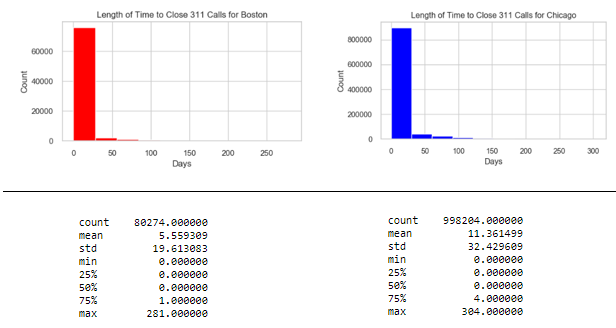 Length of Time to Close 311 Calls for Boston
60000
40000
20000
0
Count
0 50 100 150 200 250
Days
Length of Time to Close 311 Calls for Chicago
800000
600000
400000
200000
0
Count
0 50 100 150 200 250 300
Days
count 80274.000000
mean 5.559309
std 19.613083
min 0.000000
25% 0.000000
50% 0.000000
75% 1.000000
max 281.000000
count 998204.000000
mean 11.361499
std 32.429609
min 0.000000
25% 0.000000
50% 0.000000
75% 4.000000
max 304.000000